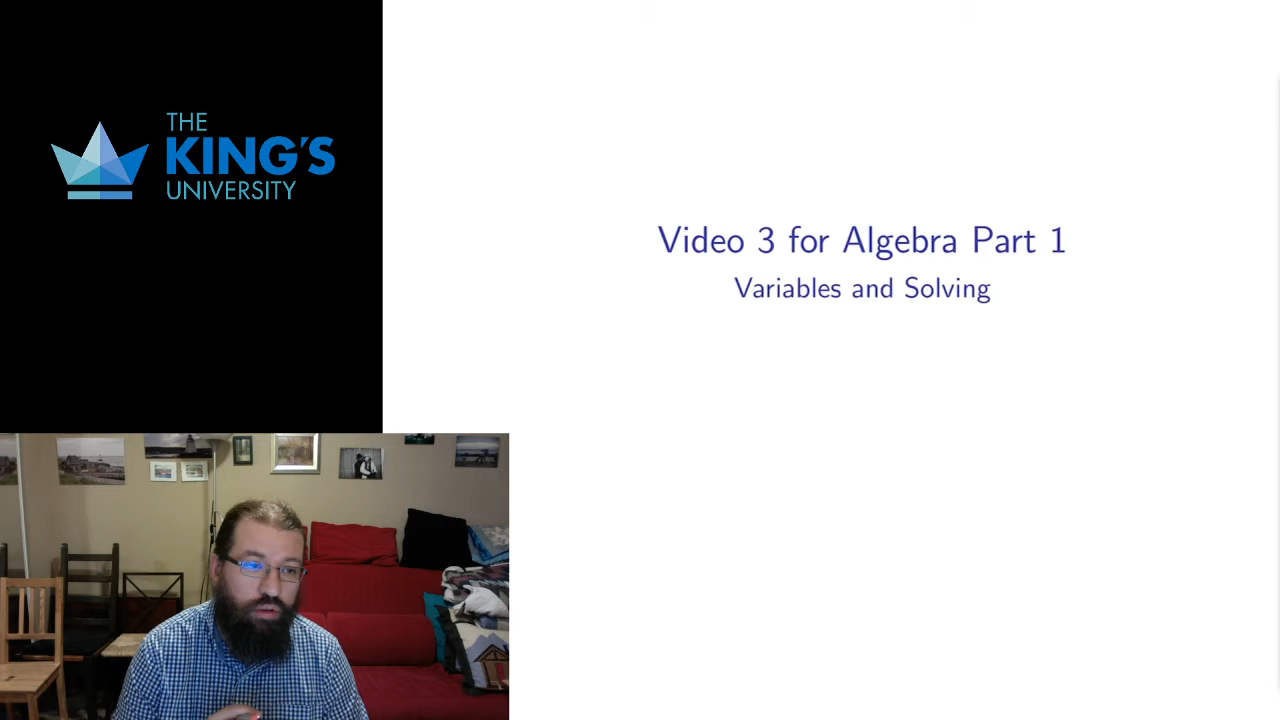 THE
KING'S
UNIVERSITY
Video 3 for Algebra Part 1
Variables and Solving